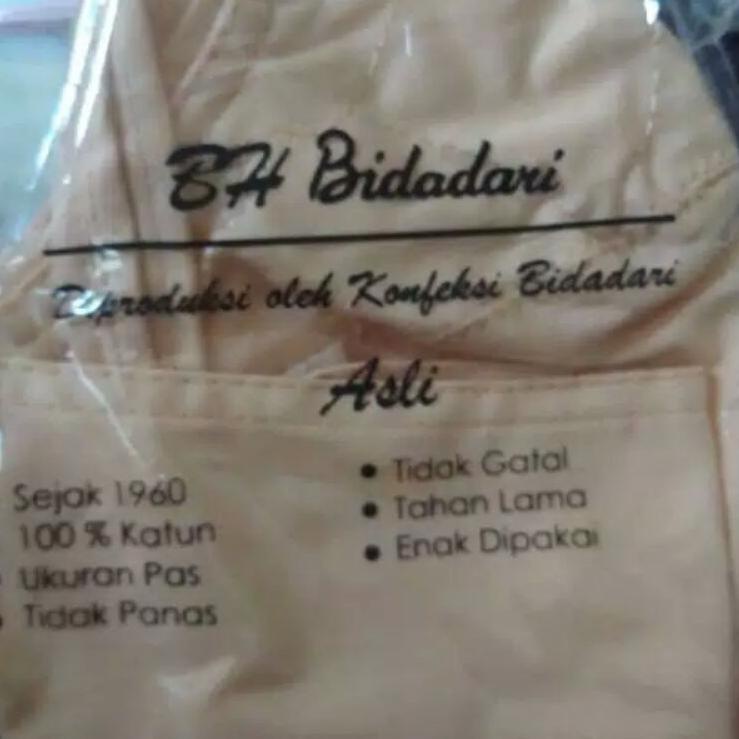 BH Bidadari
Diproduksi oleh Konfeksi Bidadari
Asli
Sejak 1960
100 % Katun
• Ukuran Pas
• Tidak Panas
• Tidak Gatal
• Tahan Lama
• Enak Dipakai